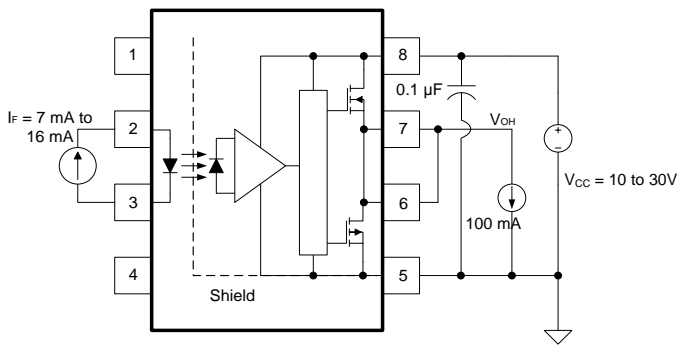 1
8
0.1 µF
IF = 7 mA to
16 mA
2
7
VOH
+
−
VCC = 10 to 30V
3
6
100 mA
4
5
Shield